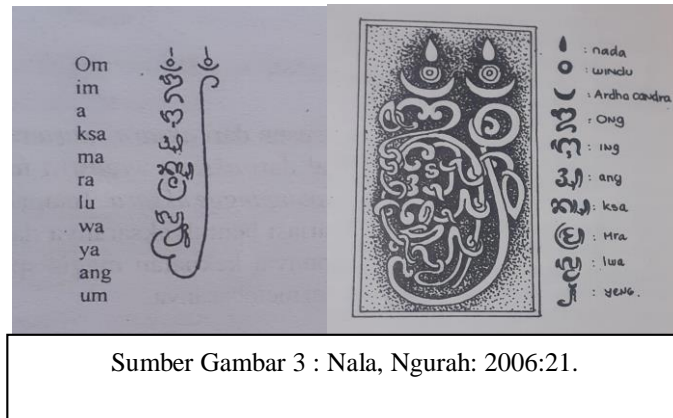 Om
im
a
ksa
ma
ra
lu
wa
ya
ang
um
: nada
: windu
: Ardha candra
: Ong
: ing
: ang
: ksa
: Mra
: lwa
: yeng.
Sumber Gambar 3 : Nala, Ngurah: 2006:21.